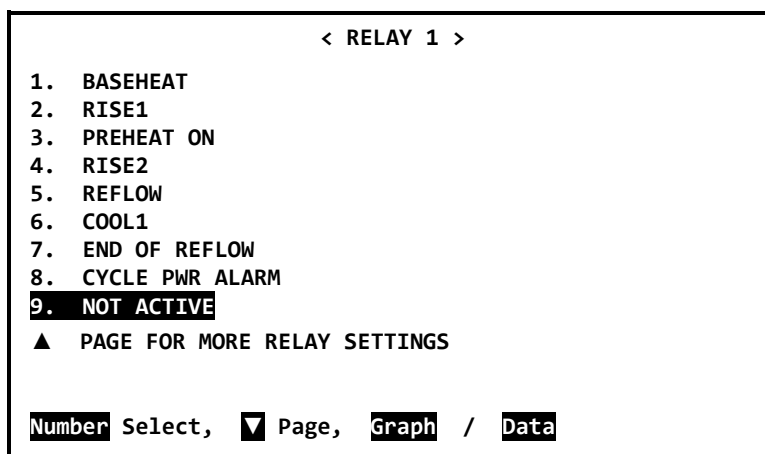 < RELAY 1 >
1. BASEHEAT
2. RISE1
3. PREHEAT ON
4. RISE2
5. REFLOW
6. COOL1
7. END OF REFLOW
8. CYCLE PWR ALARM
9. NOT ACTIVE
▲ PAGE FOR MORE RELAY SETTINGS
Number Select, ▼ Page, Graph / Data